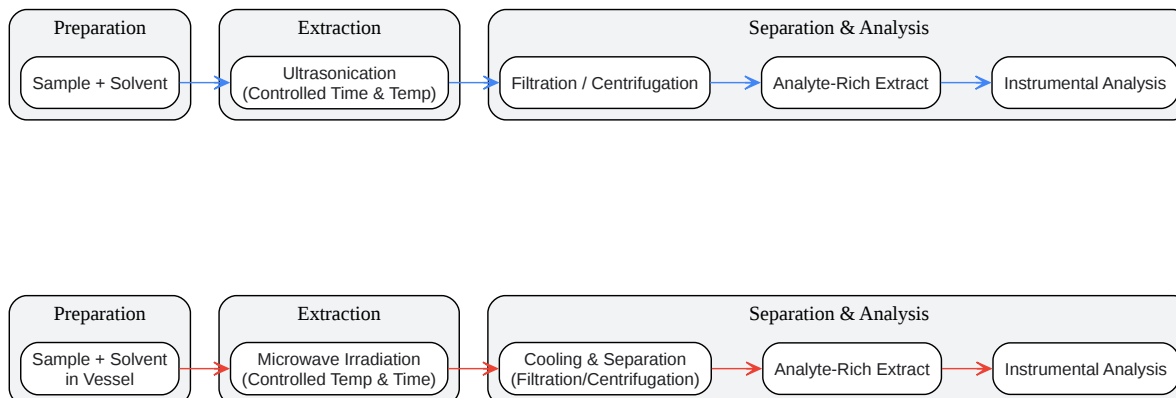 Preparation
Extraction
Separation & Analysis
Sample + Solvent
Ultrasonication
(Controlled Time & Temp)
Filtration / Centrifugation
Analyte-Rich Extract
Instrumental Analysis
Preparation
Extraction
Separation & Analysis
Sample + Solvent
in Vessel
Microwave Irradiation
(Controlled Temp & Time)
Cooling & Separation
(Filtration/Centrifugation)
Analyte-Rich Extract
Instrumental Analysis